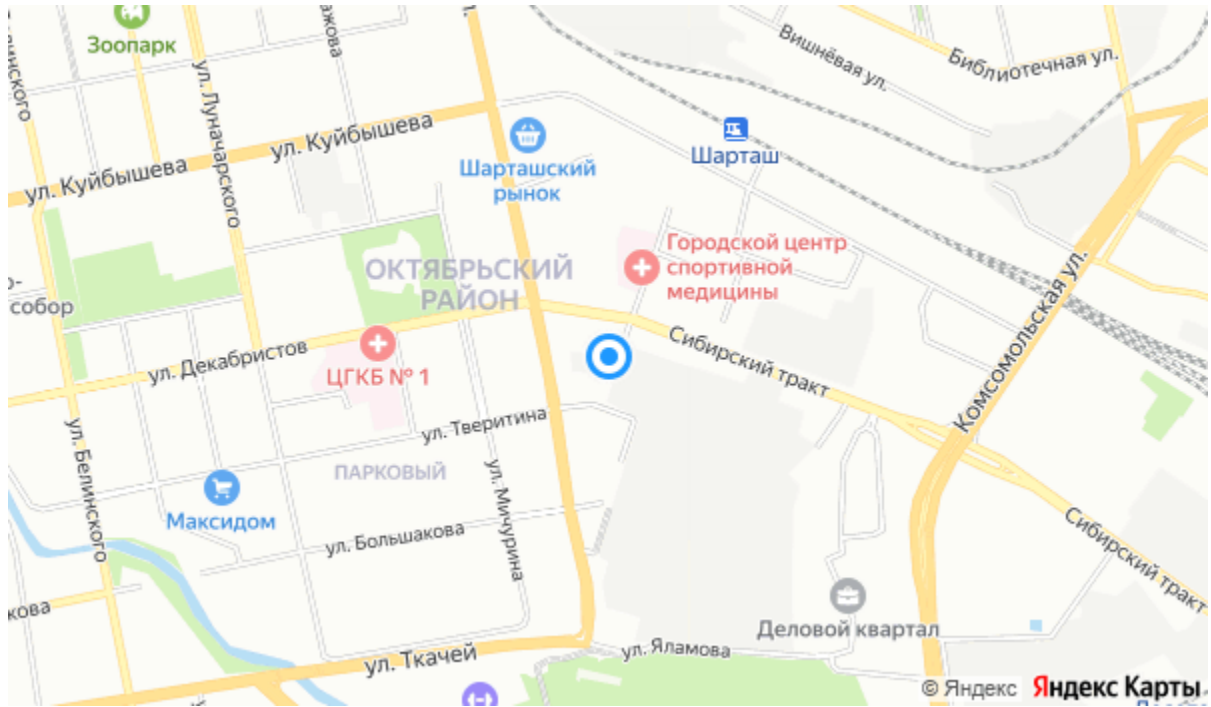 Зоопарк
ул. Луначарского
Вишнёвая ул.
Библиотечная ул.
ул. Куйбышева
ул. Куйбышева
Шарташский
рынок
Шарташ
Городской центр
спортивной
медицины
ОКТЯБРЬСКИЙ
РАЙОН
собор
ул. Декабристов
ЦГКБ № 1
Сибирский тракт
Комсомольская ул.
ул. Тверитина
ПАРКОВЫЙ
ул. Белинского
ул. Мичурина
Максидом
ул. Большакова
Сибирский тракт
Деловой квартал
ул. Ткачей
ул. Яламова
© Яндекс Яндекс Карты